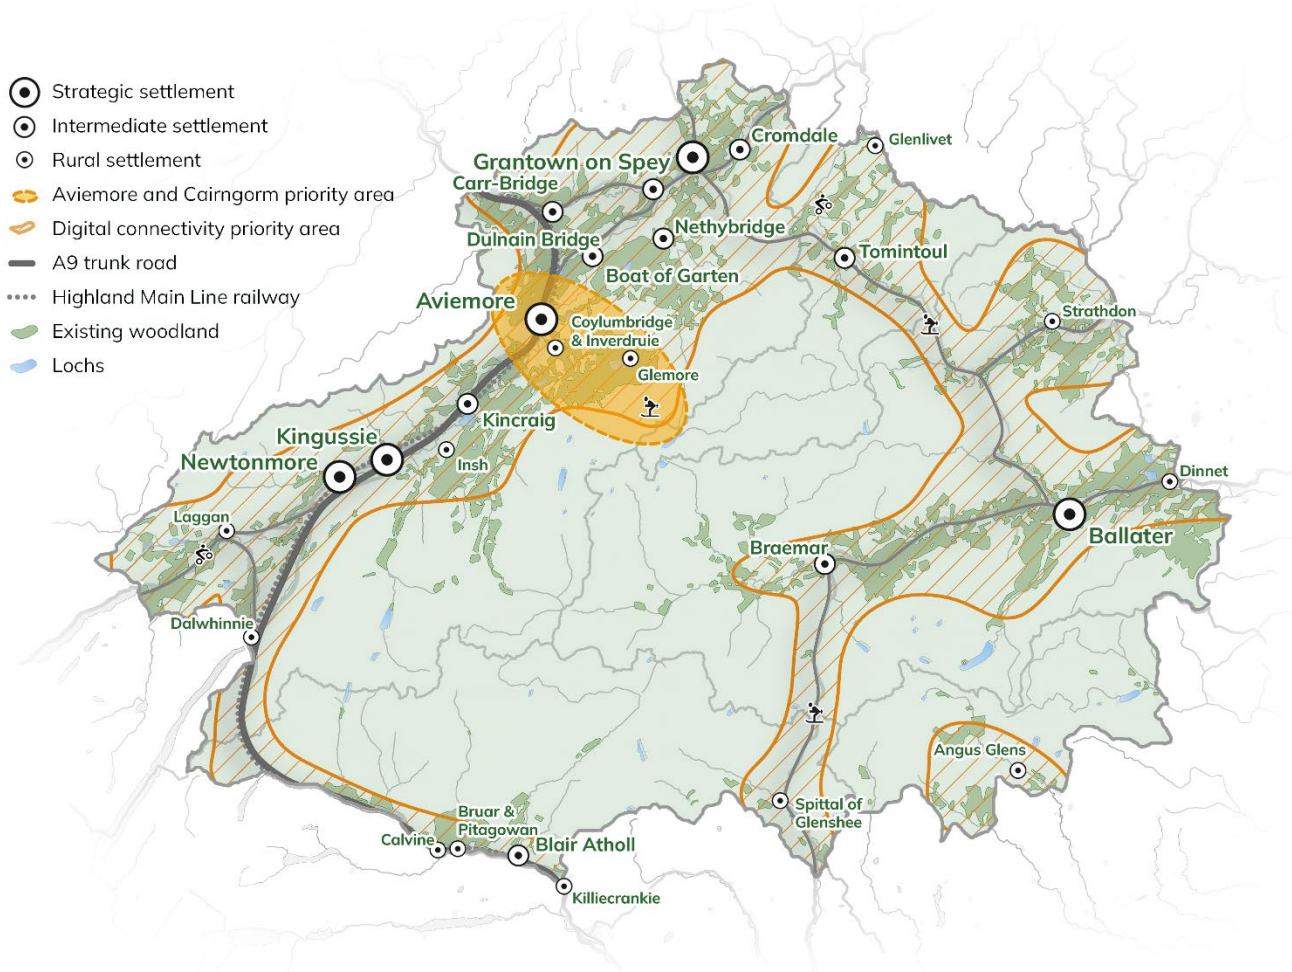 Strategic settlement
Intermediate settlement
Rural settlement
Aviemore and Cairngorm priority area
Digital connectivity priority area
A9 trunk road
Highland Main Line railway
Existing woodland
Lochs
Cromdale
Glenlivet
Grantown on Spey
Carr-Bridge
Nethybridge
Dulnain Bridge
Tomintoul
Boat of Garten
Aviemore
Strathdon
Coylumbridge
& Inverdruie
Glemore
Kincraig
Kingussie
Newtonmore
Insh
Dinnet
Laggan
Ballater
Braemar
Dalwhinnie
Angus Glens
Spittal of
Glenshee
Bruar &
Pitagowan
Calvine
Blair Atholl
Killiecrankie